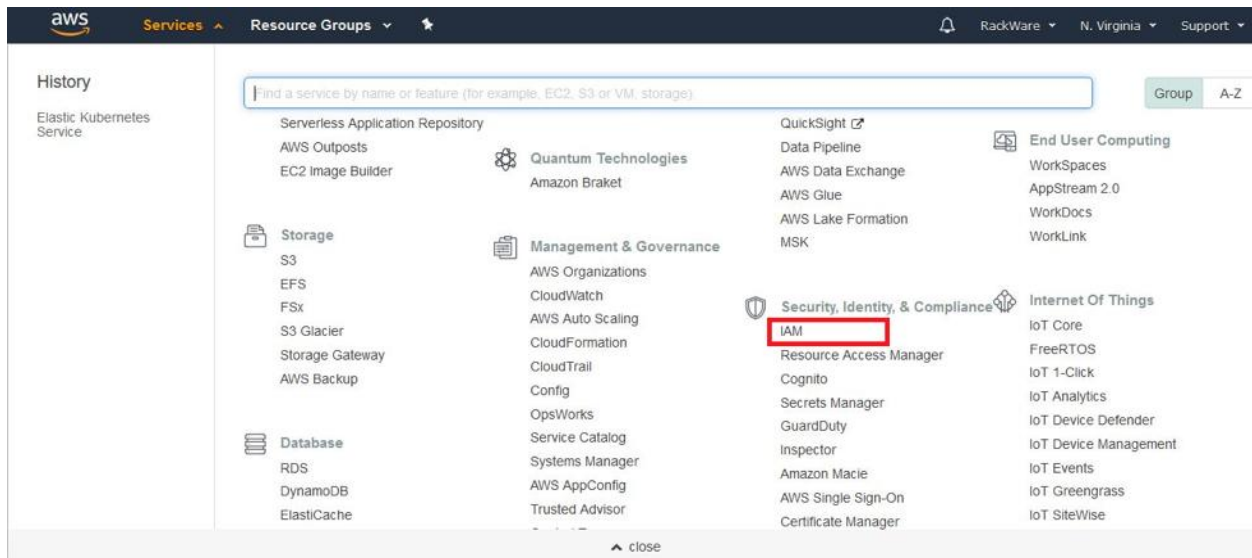 aws Services Resource Groups RackWare N. Virginia Support
History
Elastic Kubernetes
Service
Find a service by name or feature (for example, EC2, S3 or VM, storage).
Group A-Z
Serverless Application Repository
AWS Outposts
EC2 Image Builder
Storage
S3
EFS
FSx
S3 Glacier
Storage Gateway
AWS Backup
Database
RDS
DynamoDB
ElastiCache
Quantum Technologies
Amazon Braket
Management & Governance
AWS Organizations
CloudWatch
AWS Auto Scaling
CloudFormation
CloudTrail
Config
OpsWorks
Service Catalog
Systems Manager
AWS AppConfig
Trusted Advisor
QuickSight
Data Pipeline
AWS Data Exchange
AWS Glue
AWS Lake Formation
MSK
Security, Identity, & Compliance
IAM
Resource Access Manager
Cognito
Secrets Manager
GuardDuty
Inspector
Amazon Macie
AWS Single Sign-On
Certificate Manager
End User Computing
WorkSpaces
AppStream 2.0
WorkDocs
WorkLink
Internet Of Things
IoT Core
FreeRTOS
IoT 1-Click
IoT Analytics
IoT Device Defender
IoT Device Management
IoT Events
IoT Greengrass
IoT SiteWise
close